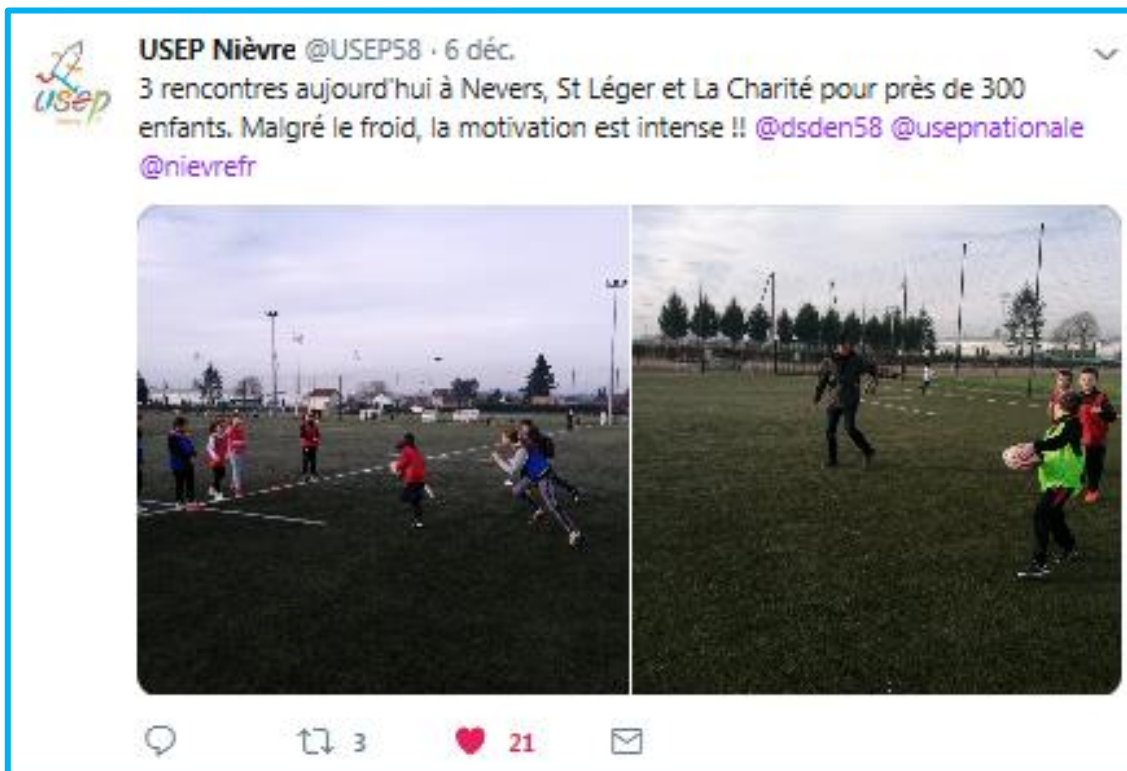 USEP Nièvre @USEP58 · 6 déc.
usep
3 rencontres aujourd'hui à Nevers, St Léger et La Charité pour près de 300
enfants. Malgré le froid, la motivation est intense !! @dsden58 @usepnationale
@nievrefr
3
21